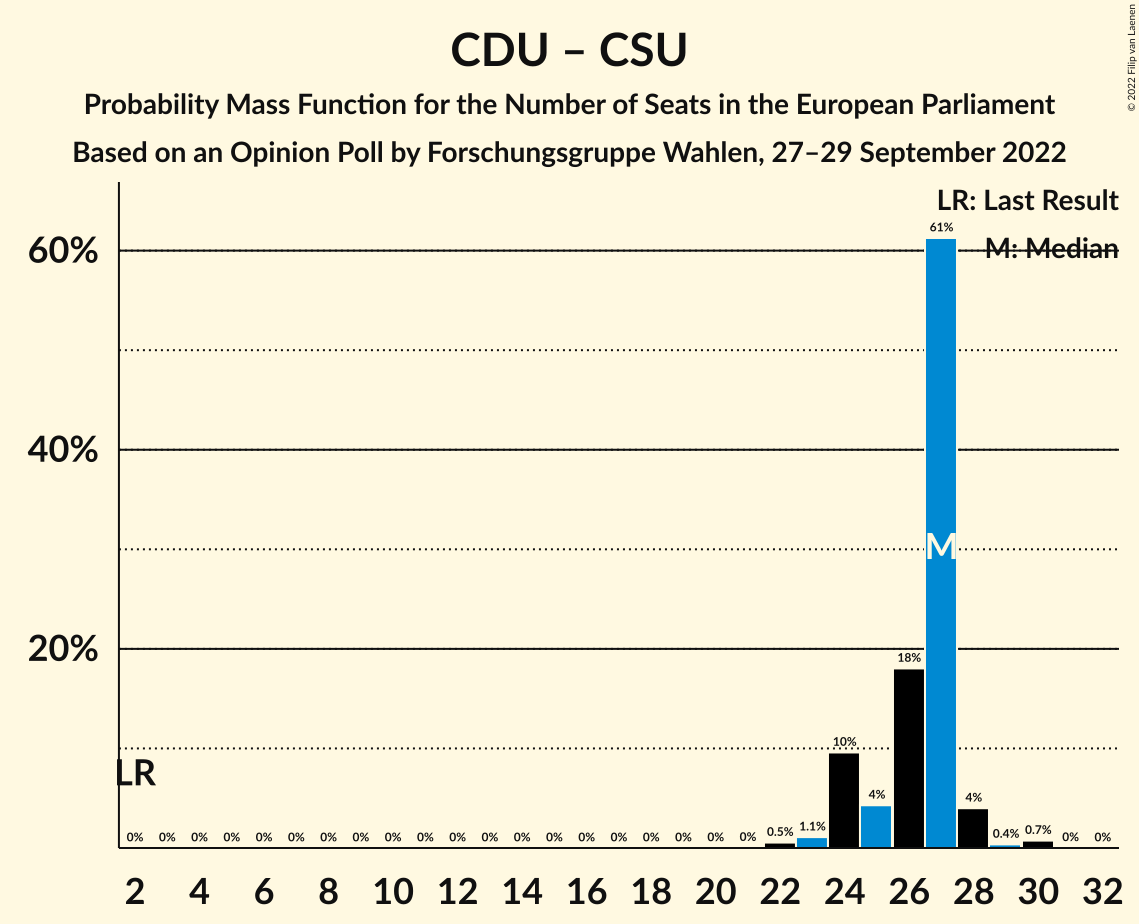 CDU – CSU
Probability Mass Function for the Number of Seats in the European Parliament
Based on an Opinion Poll by Forschungsgruppe Wahlen, 27–29 September 2022
© 2022 Filip van Laenen
LR: Last Result
M: Median
60%
40%
20%
61%
M
18%
10%
4%
4%
LR
0% 0% 0% 0% 0% 0% 0% 0% 0% 0% 0% 0% 0% 0% 0% 0% 0% 0% 0% 0% 0.5% 1.1% 0.4% 0.7% 0% 0%
2 4 6 8 10 12 14 16 18 20 22 24 26 28 30 32